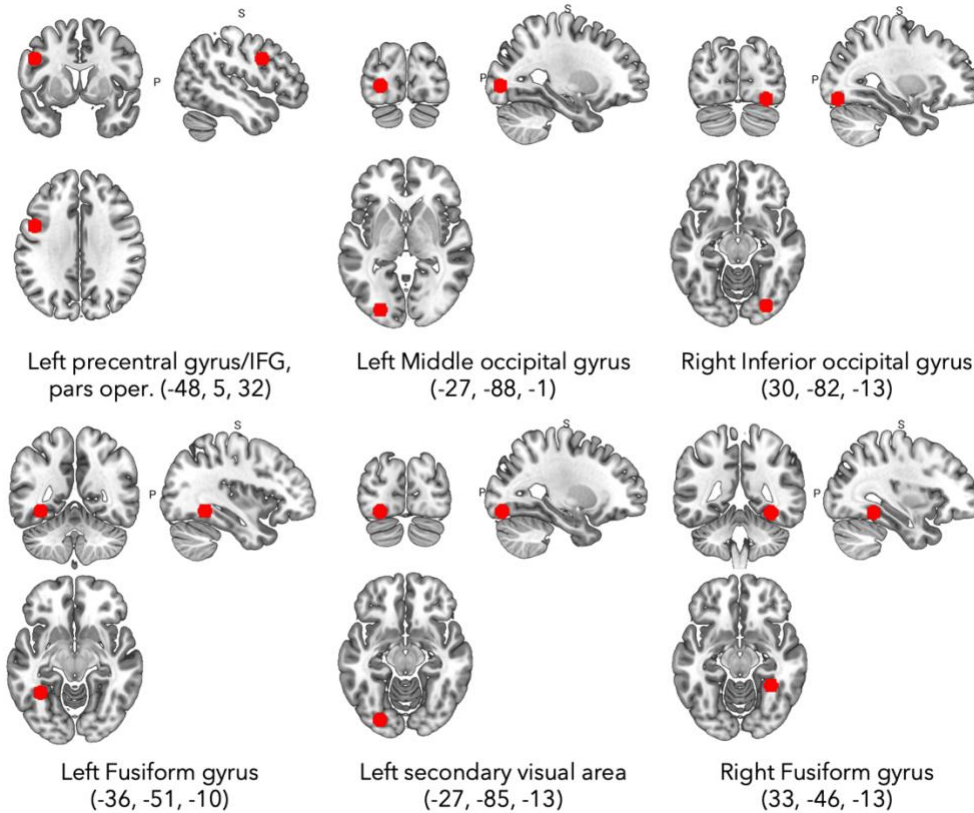 S
P
P
S
P
S
Left precentral gyrus/IFG,
pars oper. (-48, 5, 32)
Left Middle occipital gyrus
(-27, -88, -1)
Right Inferior occipital gyrus
(30, -82, -13)
S
P
S
P
P
S
Left Fusiform gyrus
(-36, -51, -10)
Left secondary visual area
(-27, -85, -13)
Right Fusiform gyrus
(33, -46, -13)